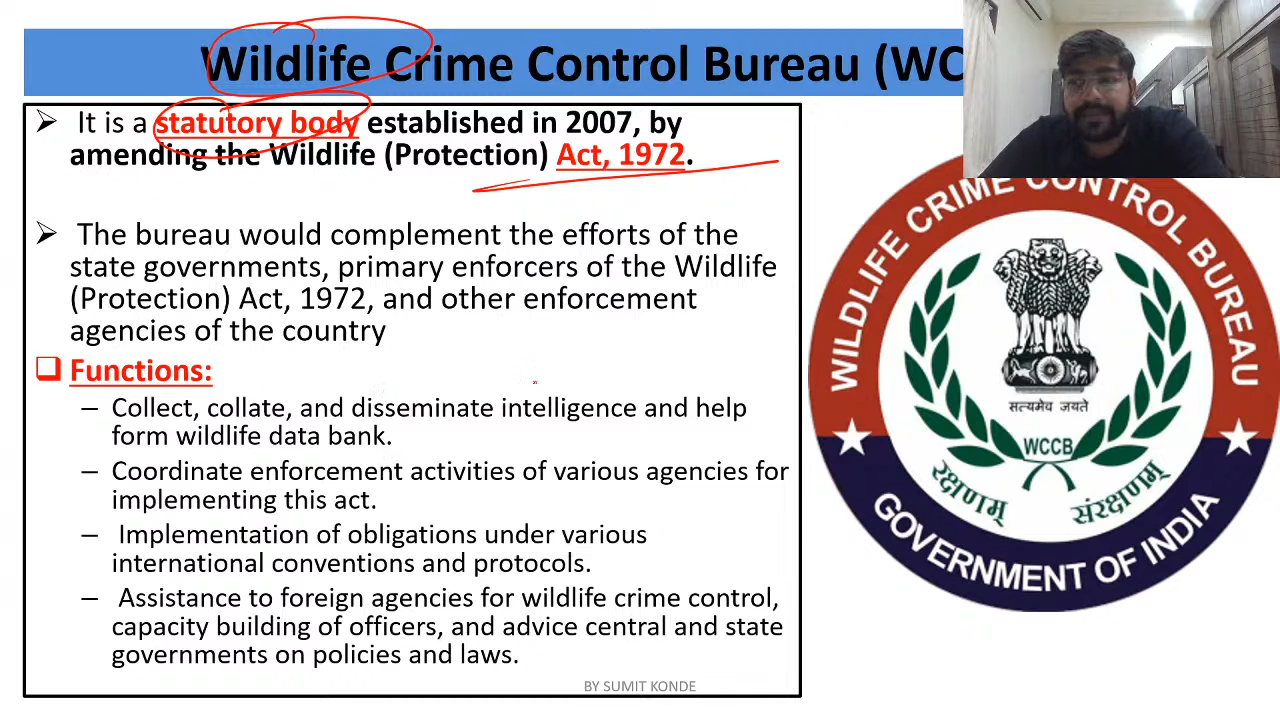 Wildlife Crime Control Bureau (WC
➢ It is a statutory body established in 2007, by
amending the Wildlife (Protection) Act, 1972.
➢ The bureau would complement the efforts of the
state governments, primary enforcers of the Wildlife
(Protection) Act, 1972, and other enforcement
agencies of the country
❑ Functions:
– Collect, collate, and disseminate intelligence and help
form wildlife data bank.
– Coordinate enforcement activities of various agencies for
implementing this act.
– Implementation of obligations under various
international conventions and protocols.
– Assistance to foreign agencies for wildlife crime control,
capacity building of officers, and advice central and state
governments on policies and laws.
BY SUMIT KONDE
WILDLIFE CRIME CONTROL BUREAU
सत्यमेव जयते
WCCB
रक्षणम् संरक्षणम्
GOVERNMENT OF INDIA